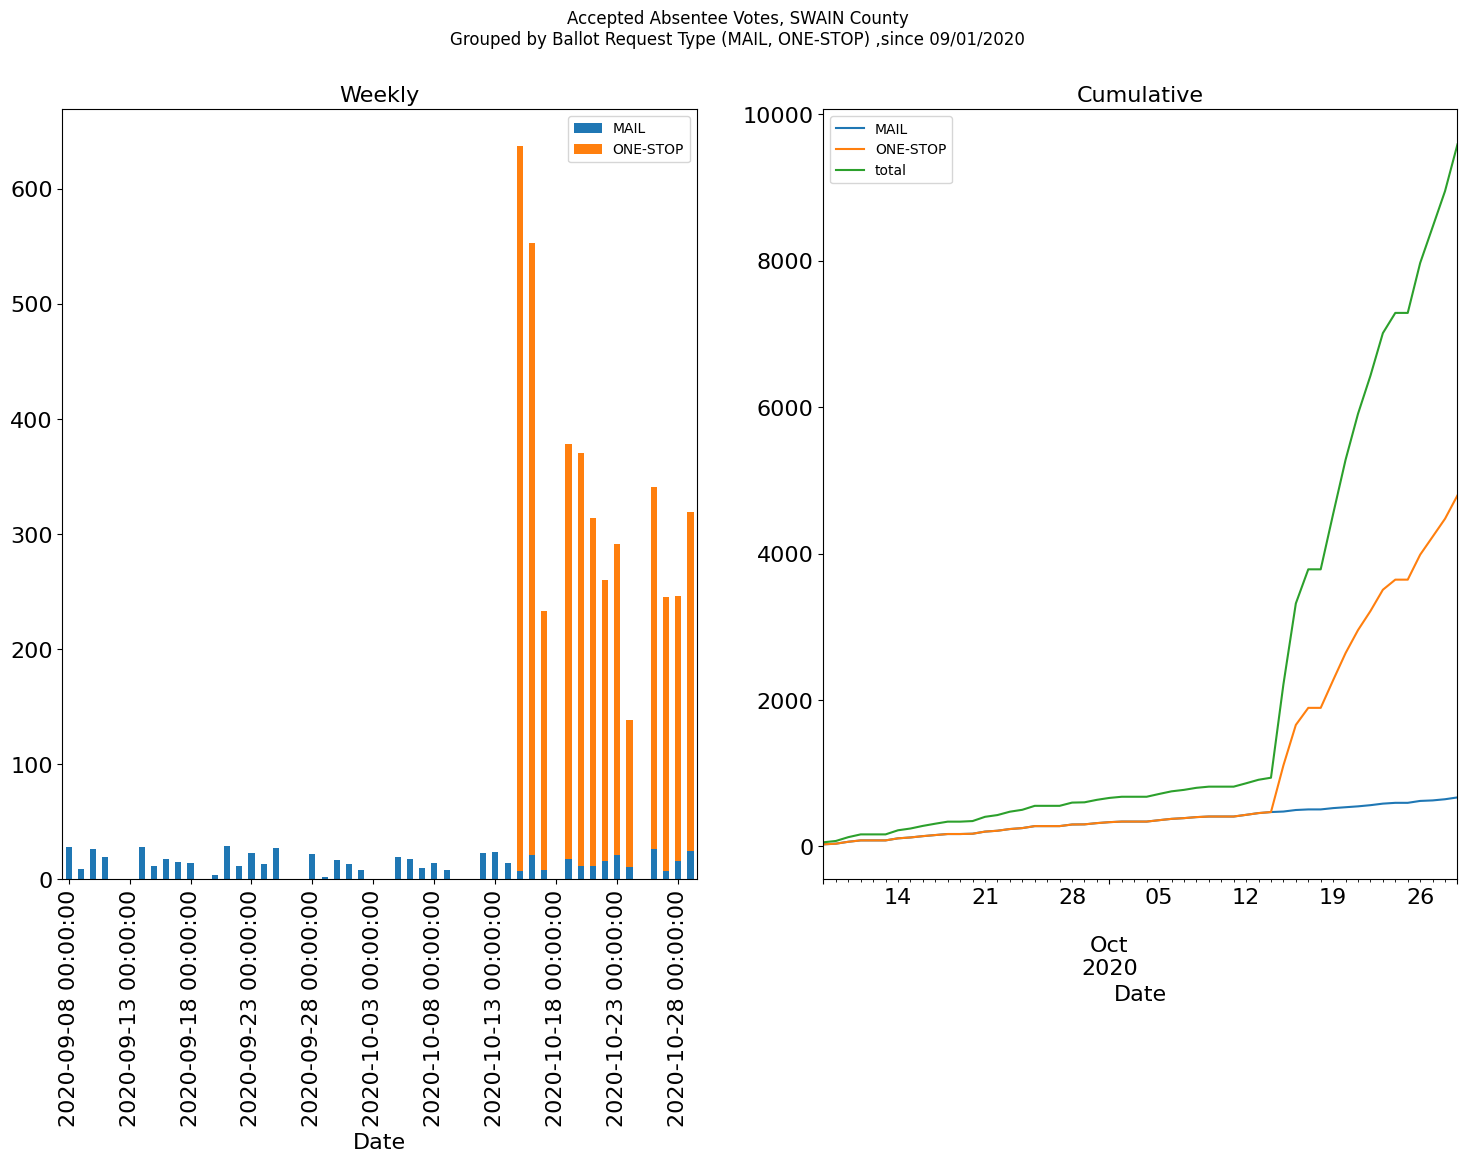 Accepted Absentee Votes, SWAIN County
Grouped by Ballot Request Type (MAIL, ONE-STOP) ,since 09/01/2020
Weekly
MAIL
ONE-STOP
600
500
400
300
200
100
0
2020-09-08 00:00:00
2020-09-13 00:00:00
2020-09-18 00:00:00
2020-09-23 00:00:00
2020-09-28 00:00:00
2020-10-03 00:00:00
2020-10-08 00:00:00
2020-10-13 00:00:00
2020-10-18 00:00:00
2020-10-23 00:00:00
2020-10-28 00:00:00
Date
Cumulative
MAIL
ONE-STOP
total
10000
8000
6000
4000
2000
0
14 21 28 05 12 19 26
Oct
2020
Date